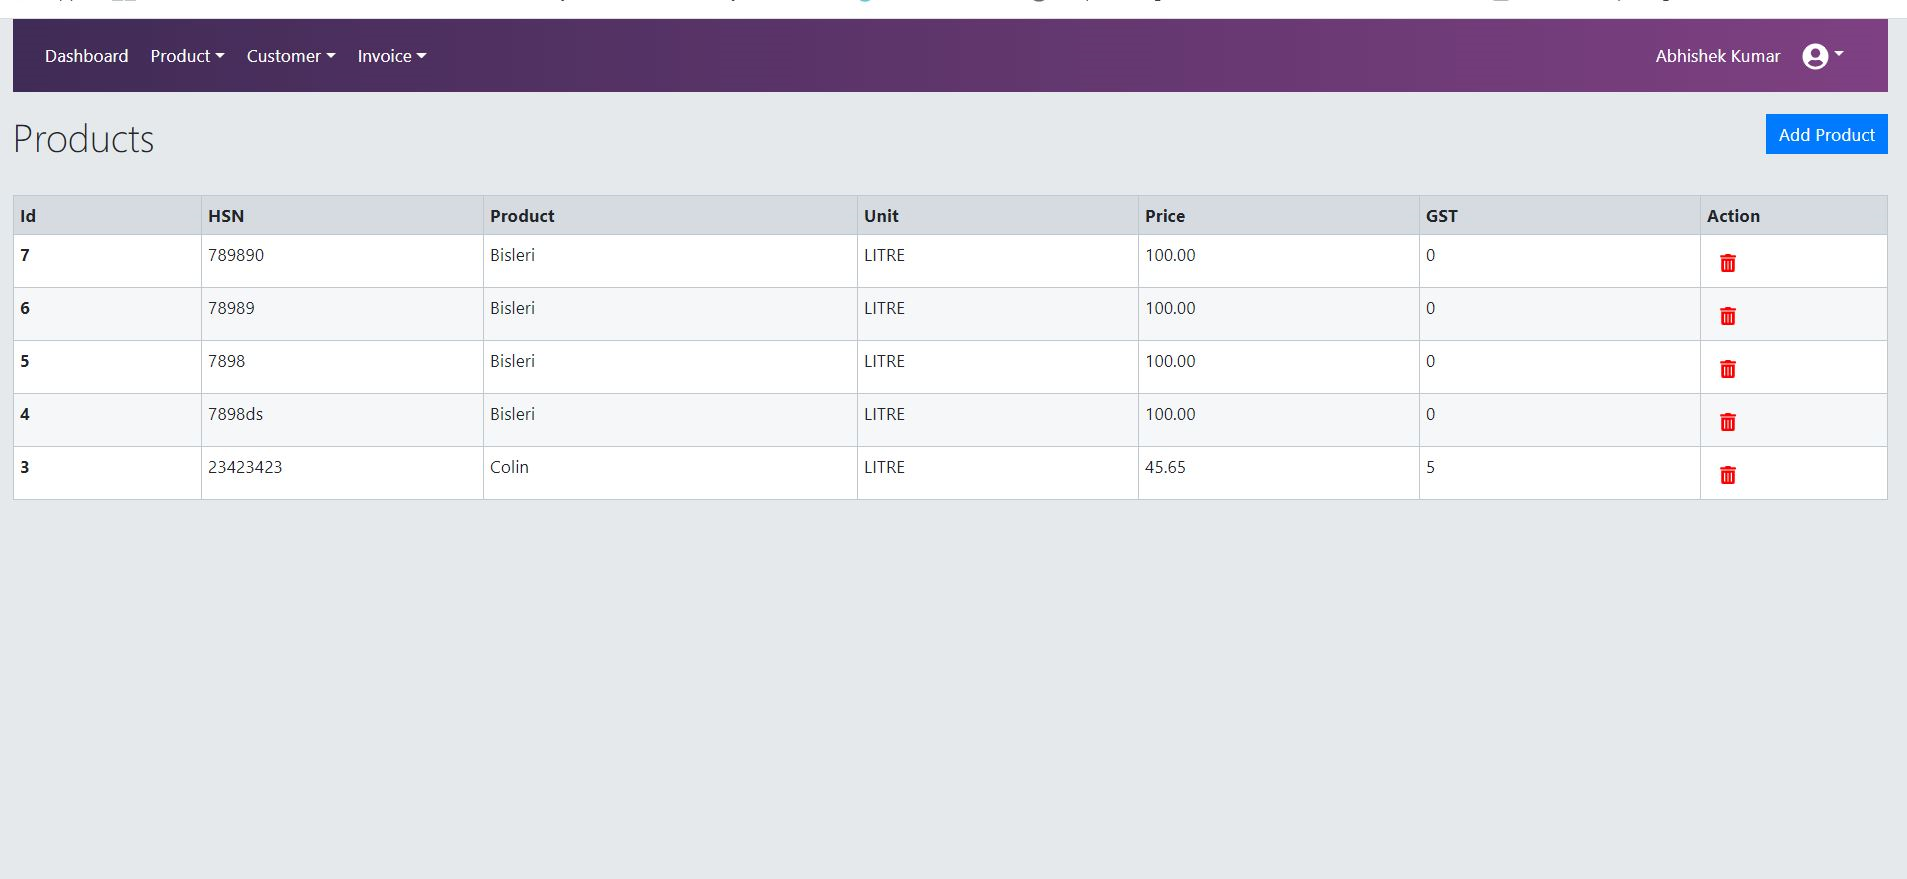 Dashboard Product Customer Invoice Abhishek Kumar
Products Add Product
Id HSN Product Unit Price GST Action
7 789890 Bisleri LITRE 100.00 0
6 78989 Bisleri LITRE 100.00 0
5 7898 Bisleri LITRE 100.00 0
4 7898ds Bisleri LITRE 100.00 0
3 23423423 Colin LITRE 45.65 5